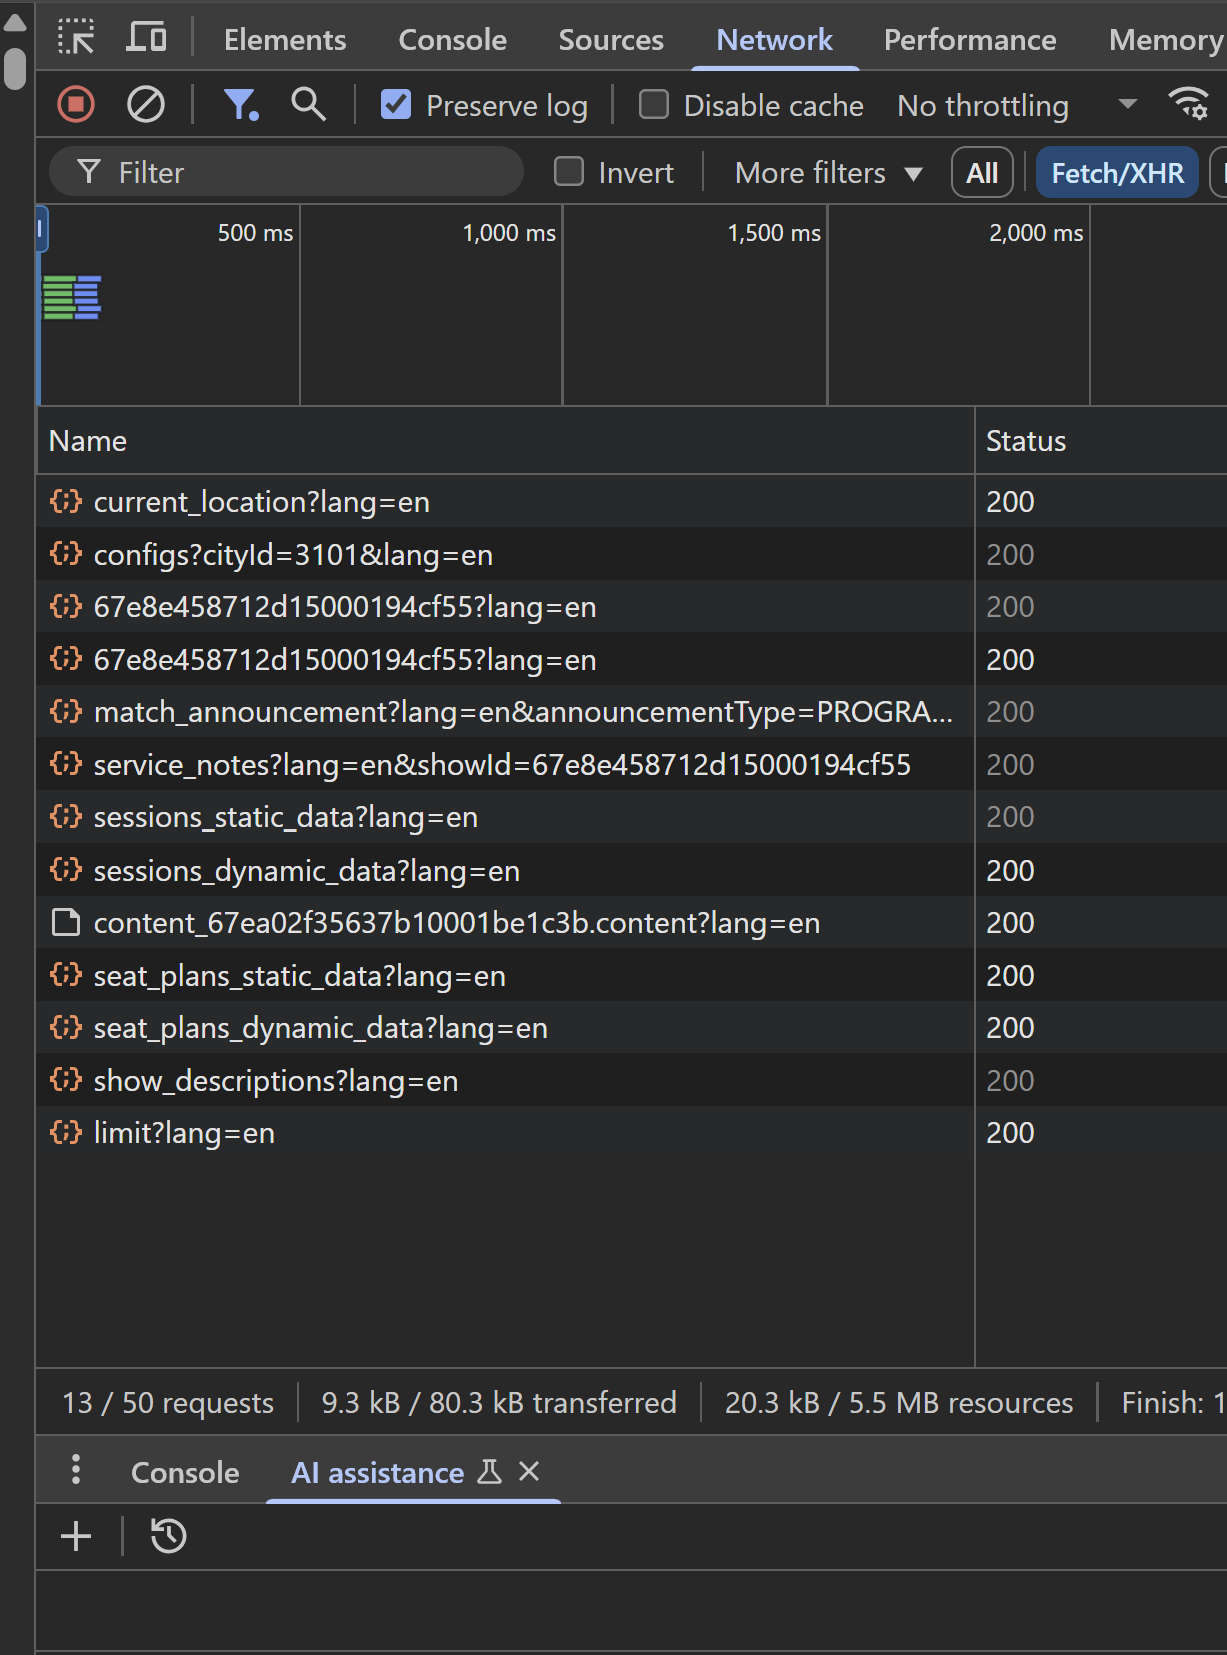 Elements Console Sources Network Performance Memory
Preserve log Disable cache No throttling
Filter Invert More filters All Fetch/XHR
500 ms 1,000 ms 1,500 ms 2,000 ms
Name Status
current_location?lang=en 200
configs?cityId=3101&lang=en 200
67e8e458712d15000194cf55?lang=en 200
67e8e458712d15000194cf55?lang=en 200
match_announcement?lang=en&announcementType=PROGRA... 200
service_notes?lang=en&showId=67e8e458712d15000194cf55 200
sessions_static_data?lang=en 200
sessions_dynamic_data?lang=en 200
content_67ea02f35637b10001be1c3b.content?lang=en 200
seat_plans_static_data?lang=en 200
seat_plans_dynamic_data?lang=en 200
show_descriptions?lang=en 200
limit?lang=en 200
13 / 50 requests 9.3 kB / 80.3 kB transferred 20.3 kB / 5.5 MB resources Finish: 1
Console AI assistance